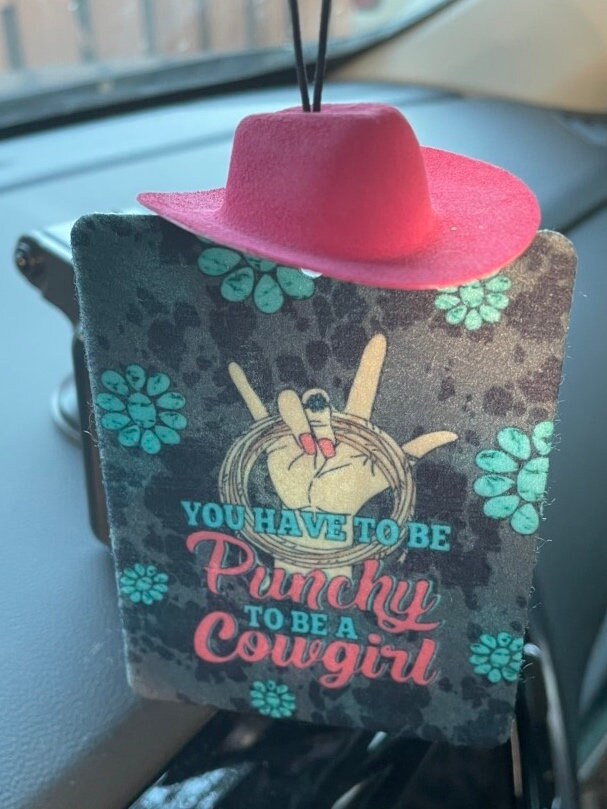 YOU HAVE TO BE
Punchy
TO BE A
Cowgirl